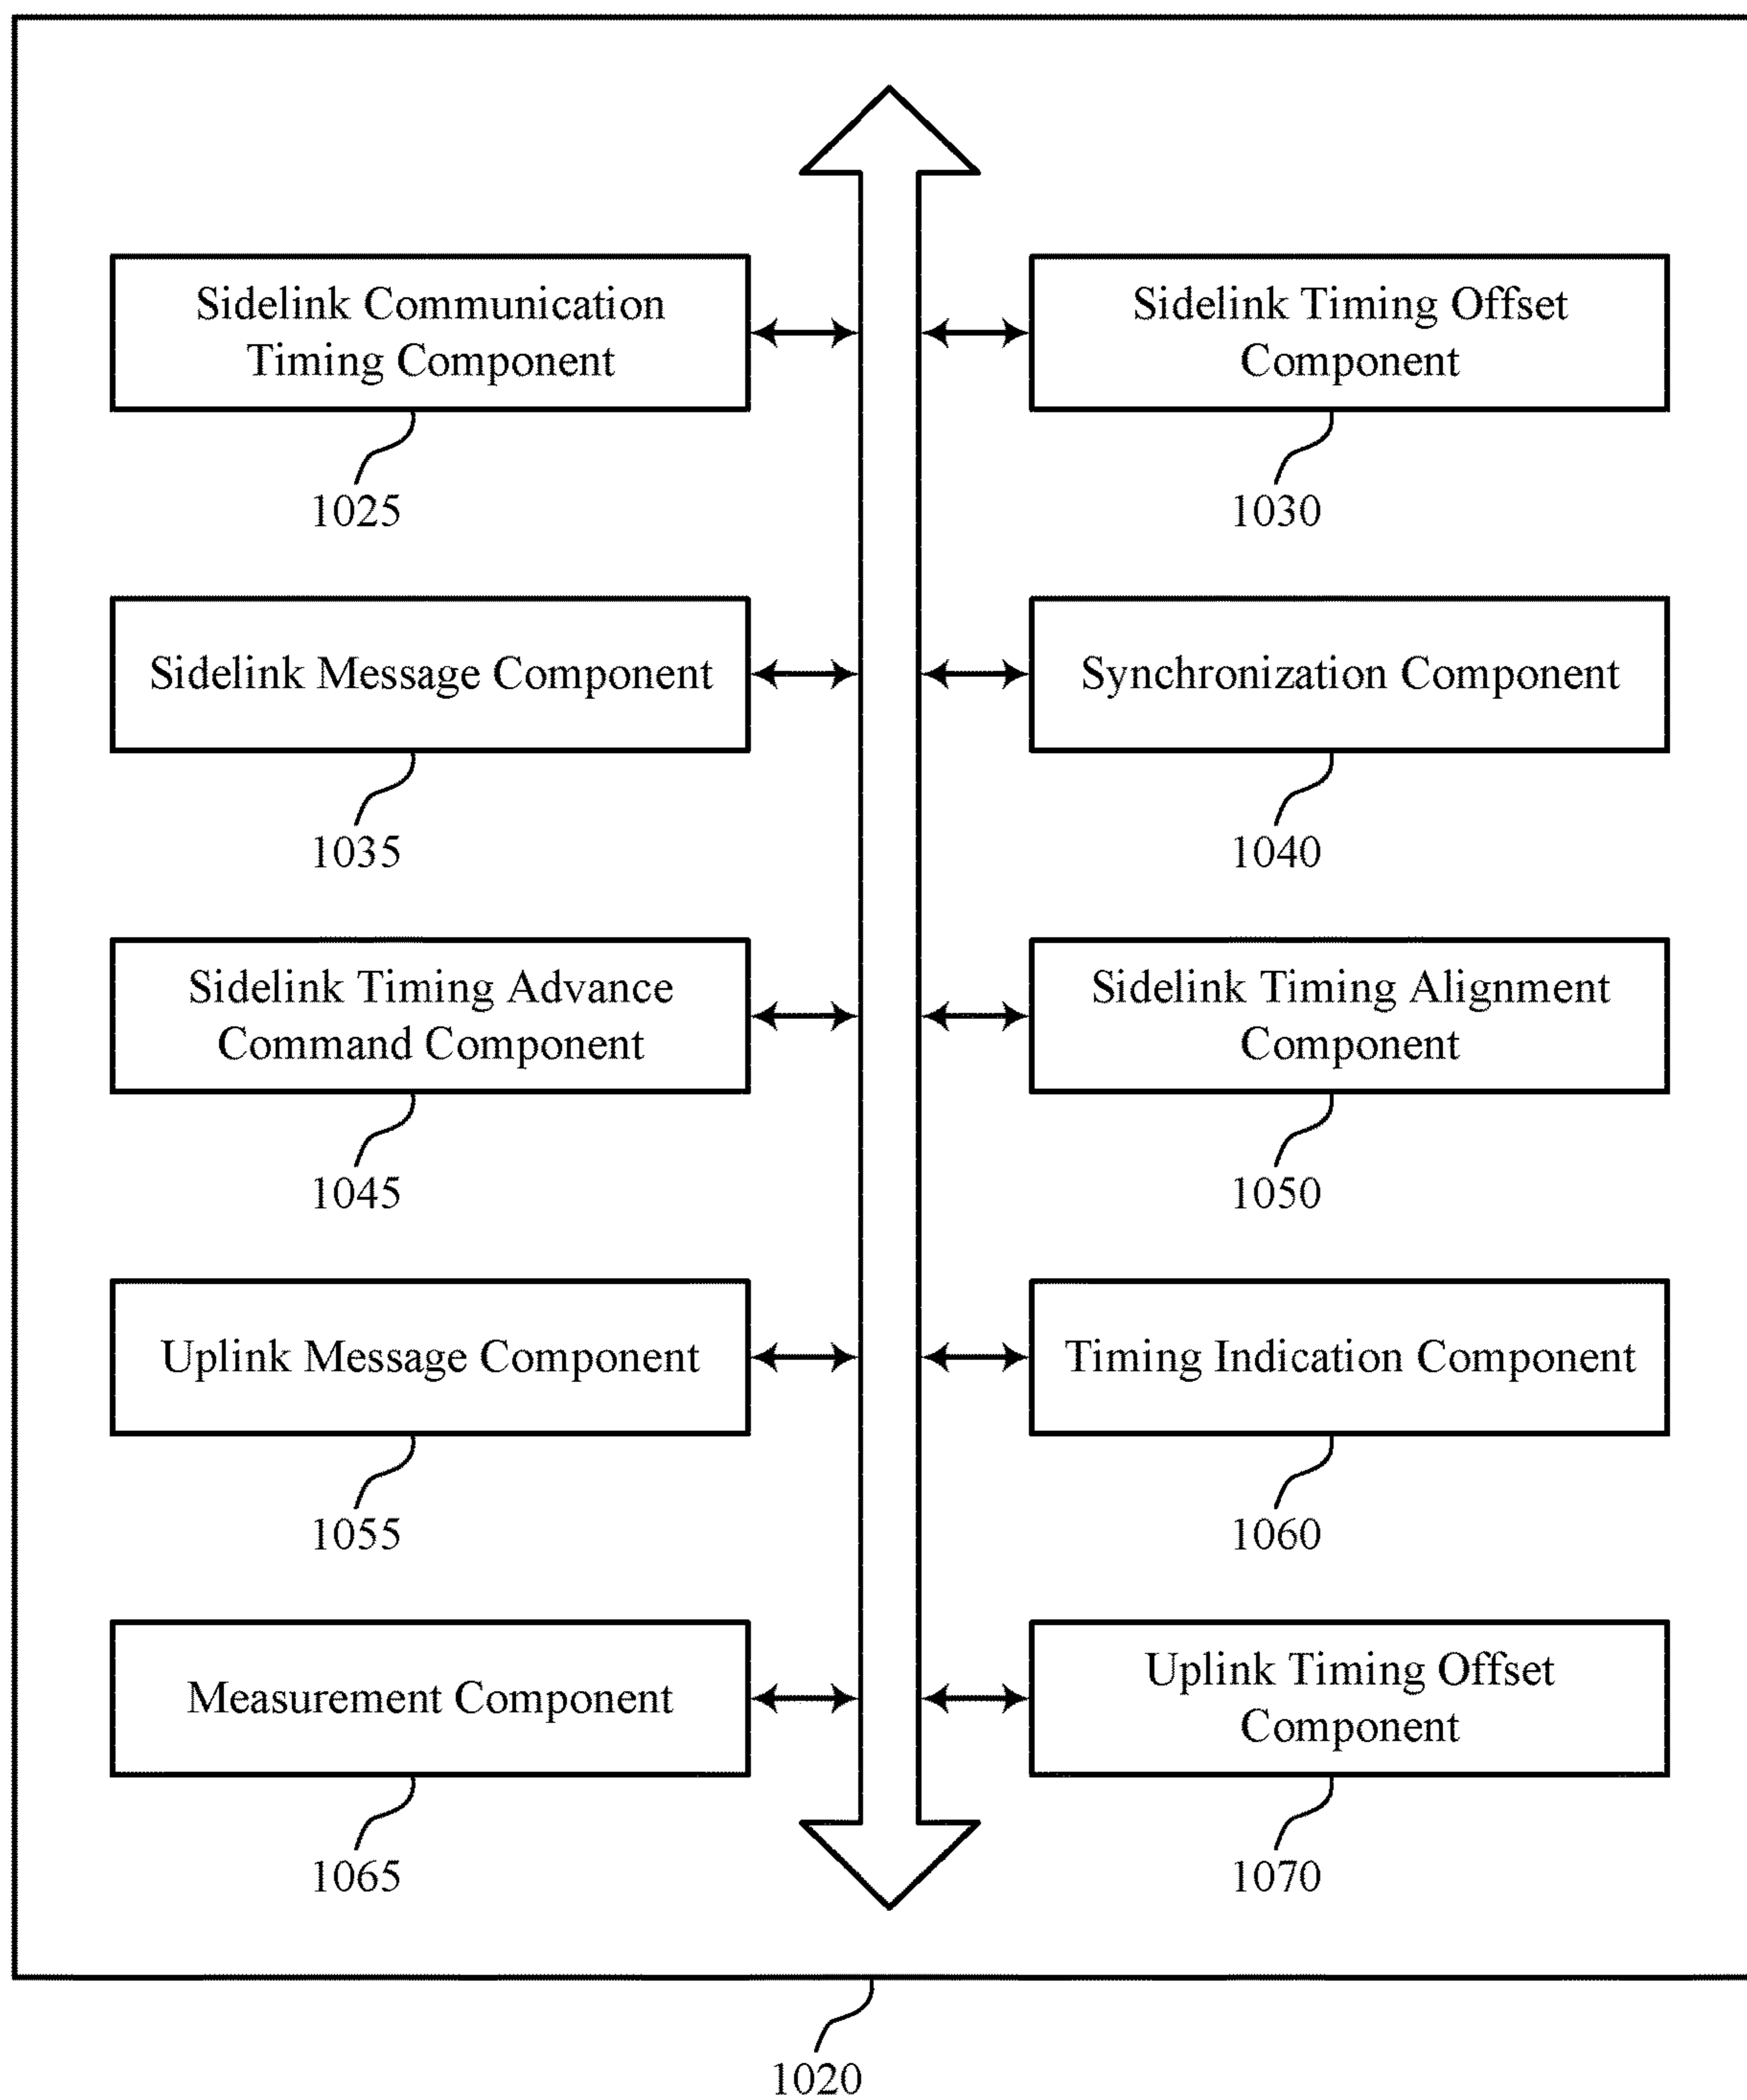 Sidelink Communication
Timing Component
1025
Sidelink Timing Offset
Component
1030
Sidelink Message Component
1035
Synchronization Component
1040
Sidelink Timing Advance
Command Component
1045
Sidelink Timing Alignment
Component
1050
Uplink Message Component
1055
Timing Indication Component
1060
Measurement Component
1065
Uplink Timing Offset
Component
1070
1020